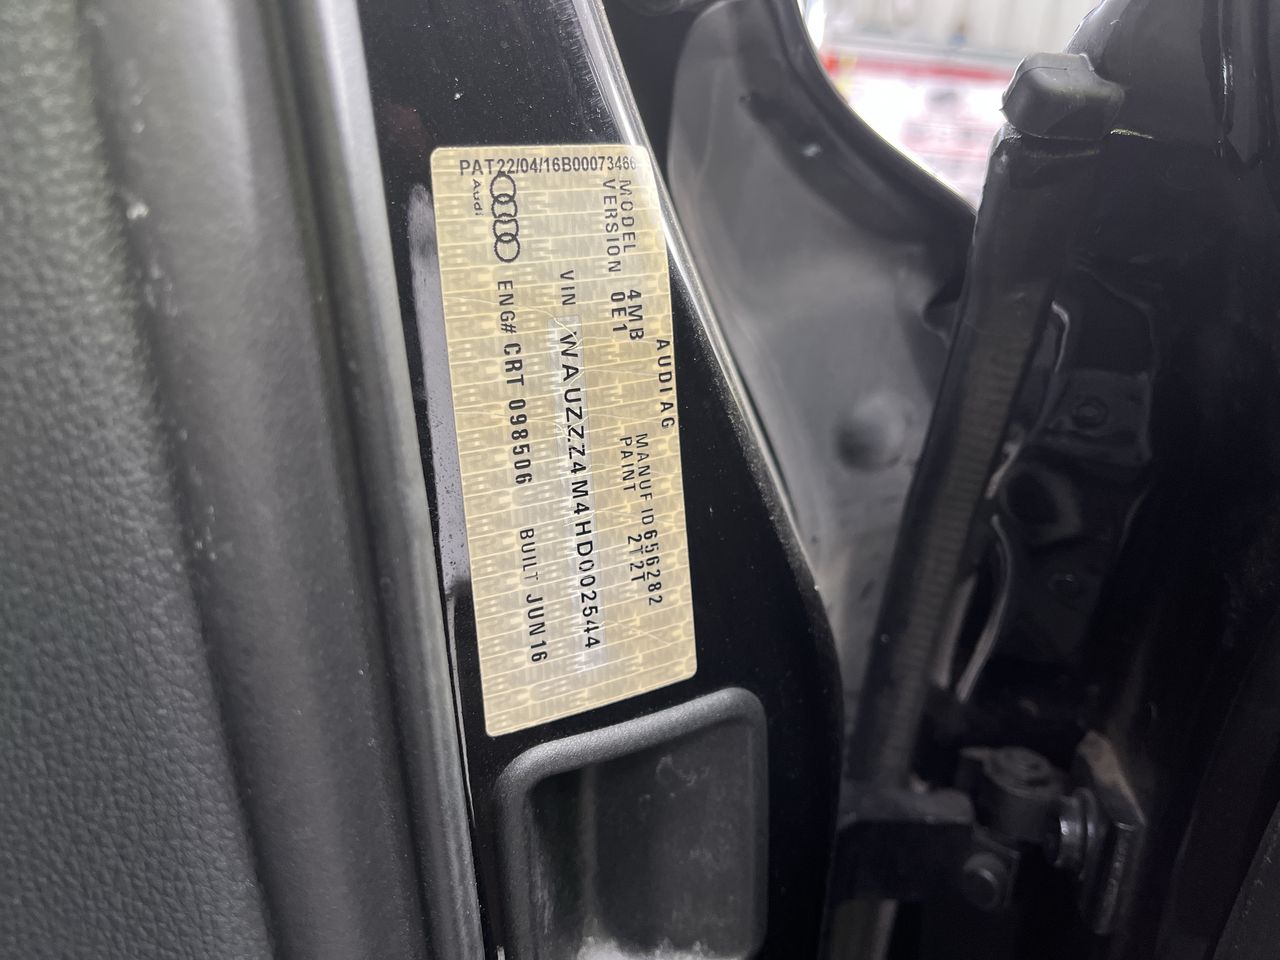 PAT22/04/16B00073466
AUDI AG
MODEL 4MB MANUF ID 656282
VERSION 0E1 PAINT 2T2T
VIN WAUZZZ4M4HD002544
ENG# CRT 098506 BUILT JUN16
Audi